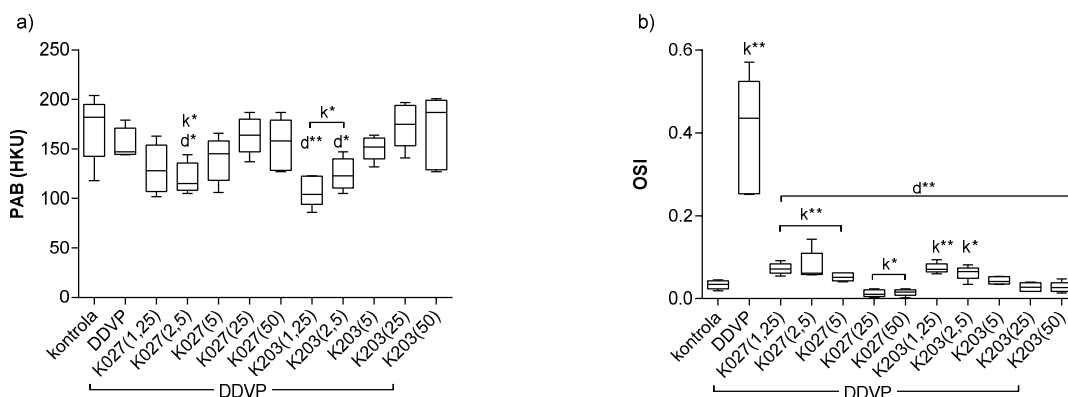 a)
PAB (HKU)
250
200
150
100
50
0
k*
d*
k*
d**
d*
kontrola
DDVP
K027(1,25)
K027(2,5)
K027(5)
K027(25)
K027(50)
K203(1,25)
K203(2,5)
K203(5)
K203(25)
K203(50)
DDVP
b)
OSI
0.6
0.4
0.2
0.0
k**
d**
k**
k*
k**
k*
kontrola
DDVP
K027(1,25)
K027(2,5)
K027(5)
K027(25)
K027(50)
K203(1,25)
K203(2,5)
K203(5)
K203(25)
K203(50)
DDVP